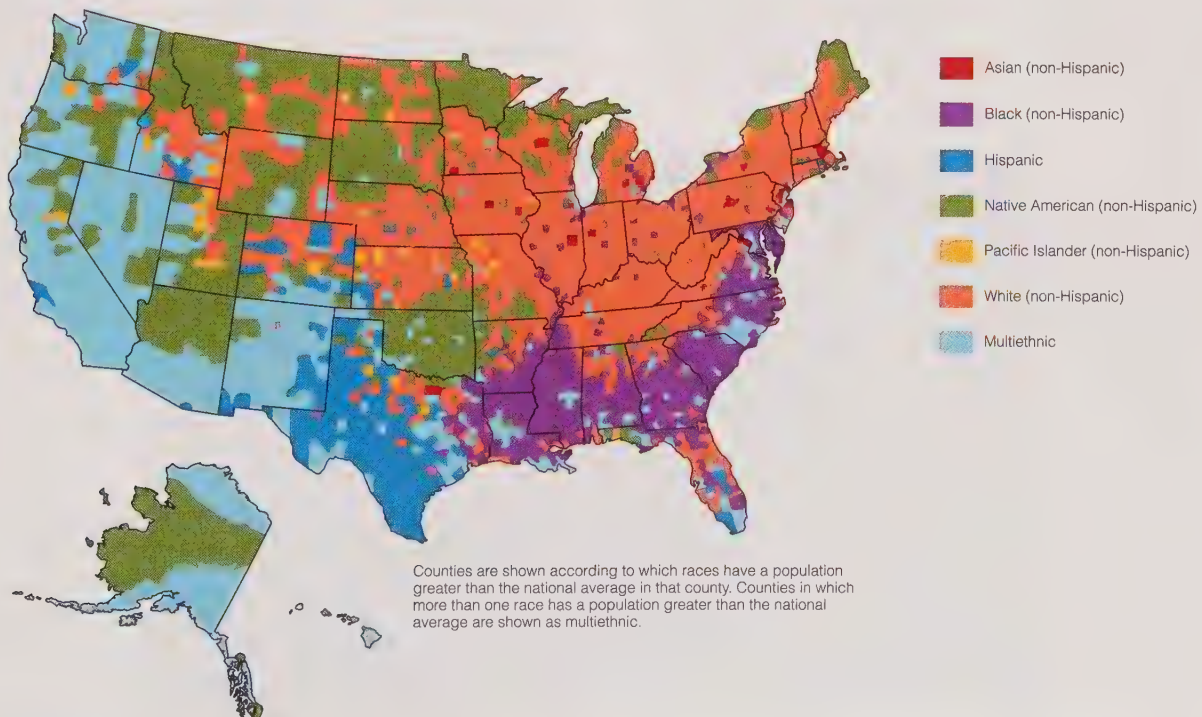 Asian (non-Hispanic)
Black (non-Hispanic)
Hispanic
Native American (non-Hispanic)
Pacific Islander (non-Hispanic)
White (non-Hispanic)
Multiethnic
Counties are shown according to which races have a population
greater than the national average in that county. Counties in which
more than one race has a population greater than the national
average are shown as multiethnic.